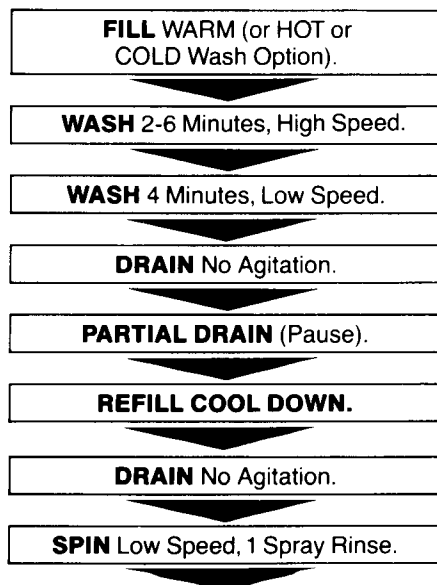 FILL WARM (or HOT or
COLD Wash Option).
WASH 2-6 Minutes, High Speed.
WASH 4 Minutes, Low Speed.
DRAIN No Agitation.
PARTIAL DRAIN (Pause).
REFILL COOL DOWN.
DRAIN No Agitation.
SPIN Low Speed, 1 Spray Rinse.